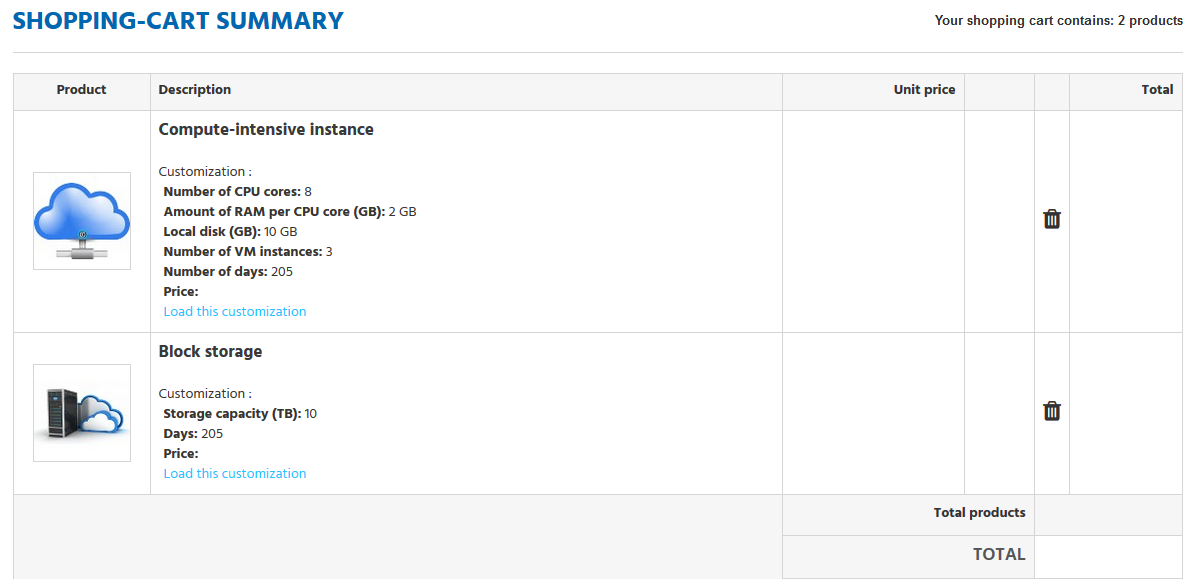 SHOPPING-CART SUMMARY
Your shopping cart contains: 2 products
Product Description Unit price Total
Compute-intensive instance
Customization :
Number of CPU cores: 8
Amount of RAM per CPU core (GB): 2 GB
Local disk (GB): 10 GB
Number of VM instances: 3
Number of days: 205
Price:
Load this customization
Block storage
Customization :
Storage capacity (TB): 10
Days: 205
Price:
Load this customization
Total products
TOTAL